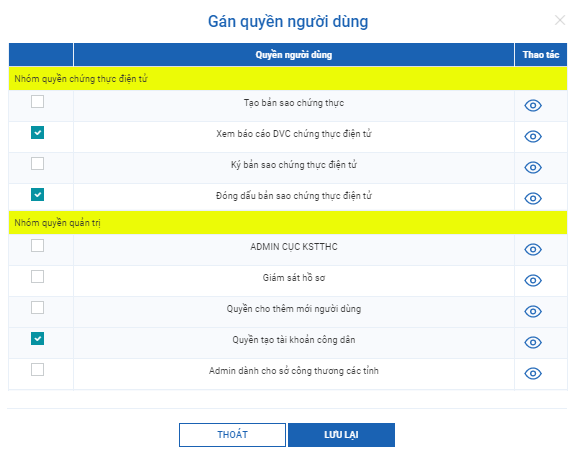 Gán quyền người dùng
Quyền người dùng Thao tác
Nhóm quyền chứng thực điện tử
Tạo bản sao chứng thực
Xem báo cáo DVC chứng thực điện tử
Ký bản sao chứng thực điện tử
Đóng dấu bản sao chứng thực điện tử
Nhóm quyền quản trị
ADMIN CỤC KSTTHC
Giám sát hồ sơ
Quyền cho thêm mới người dùng
Quyền tạo tài khoản công dân
Admin dành cho sở công thương các tỉnh
THOÁT LƯU LẠI